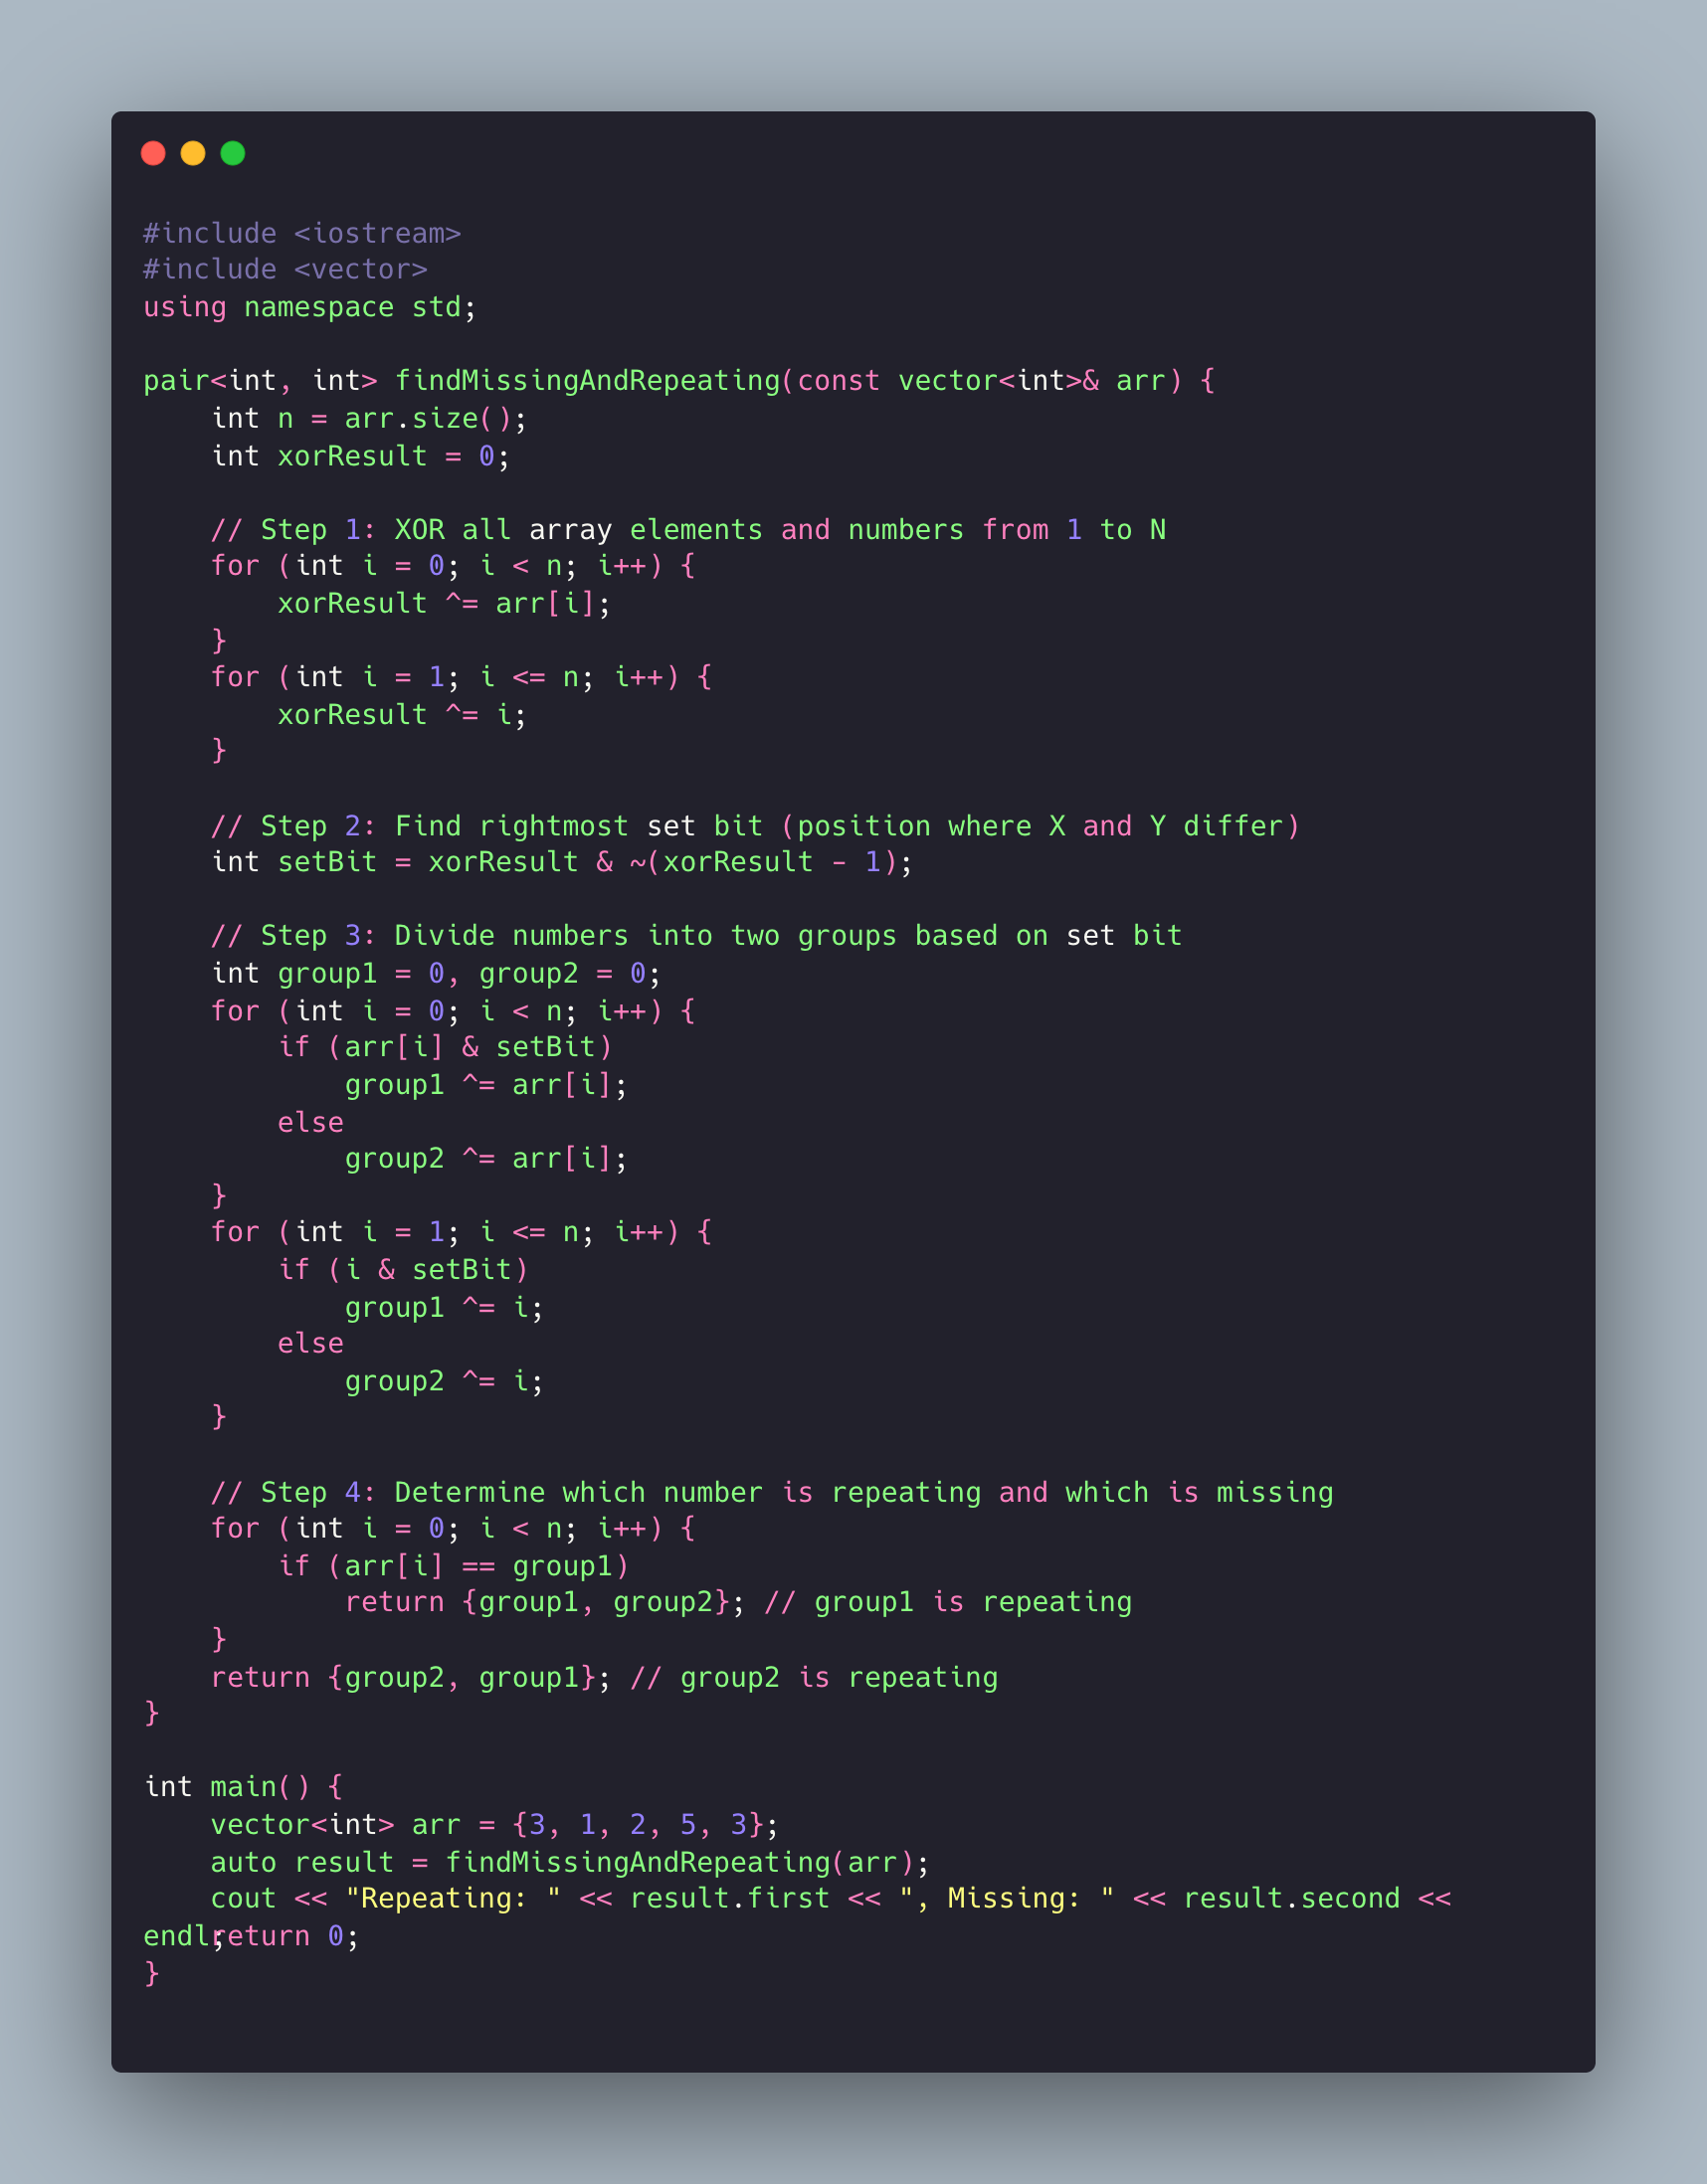 #include <iostream>
#include <vector>
using namespace std;

pair<int, int> findMissingAndRepeating(const vector<int>& arr) {
    int n = arr.size();
    int xorResult = 0;

    // Step 1: XOR all array elements and numbers from 1 to N
    for (int i = 0; i < n; i++) {
        xorResult ^= arr[i];
    }
    for (int i = 1; i <= n; i++) {
        xorResult ^= i;
    }

    // Step 2: Find rightmost set bit (position where X and Y differ)
    int setBit = xorResult & ~(xorResult - 1);

    // Step 3: Divide numbers into two groups based on set bit
    int group1 = 0, group2 = 0;
    for (int i = 0; i < n; i++) {
        if (arr[i] & setBit)
            group1 ^= arr[i];
        else
            group2 ^= arr[i];
    }
    for (int i = 1; i <= n; i++) {
        if (i & setBit)
            group1 ^= i;
        else
            group2 ^= i;
    }

    // Step 4: Determine which number is repeating and which is missing
    for (int i = 0; i < n; i++) {
        if (arr[i] == group1)
            return {group1, group2}; // group1 is repeating
    }
    return {group2, group1}; // group2 is repeating
}

int main() {
    vector<int> arr = {3, 1, 2, 5, 3};
    auto result = findMissingAndRepeating(arr);
    cout << "Repeating: " << result.first << ", Missing: " << result.second <<
endl;
    return 0;
}